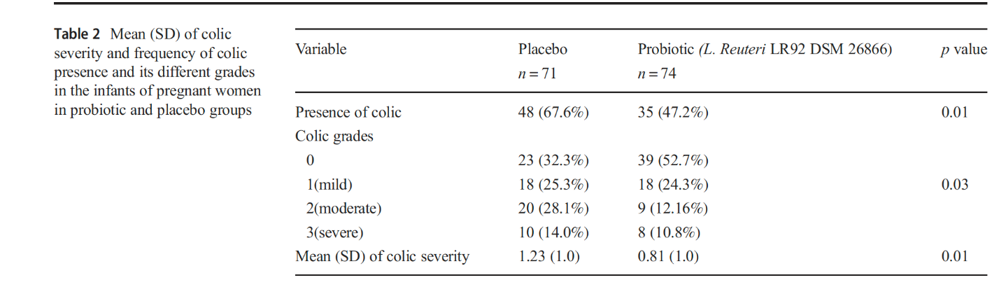 Table 2 Mean (SD) of colic
severity and frequency of colic
presence and its different grades
in the infants of pregnant women
in probiotic and placebo groups
Variable Placebo Probiotic (L. Reuteri LR92 DSM 26866) p value
n = 71 n = 74
Presence of colic 48 (67.6%) 35 (47.2%) 0.01
Colic grades
0 23 (32.3%) 39 (52.7%)
1(mild) 18 (25.3%) 18 (24.3%) 0.03
2(moderate) 20 (28.1%) 9 (12.16%)
3(severe) 10 (14.0%) 8 (10.8%)
Mean (SD) of colic severity 1.23 (1.0) 0.81 (1.0) 0.01